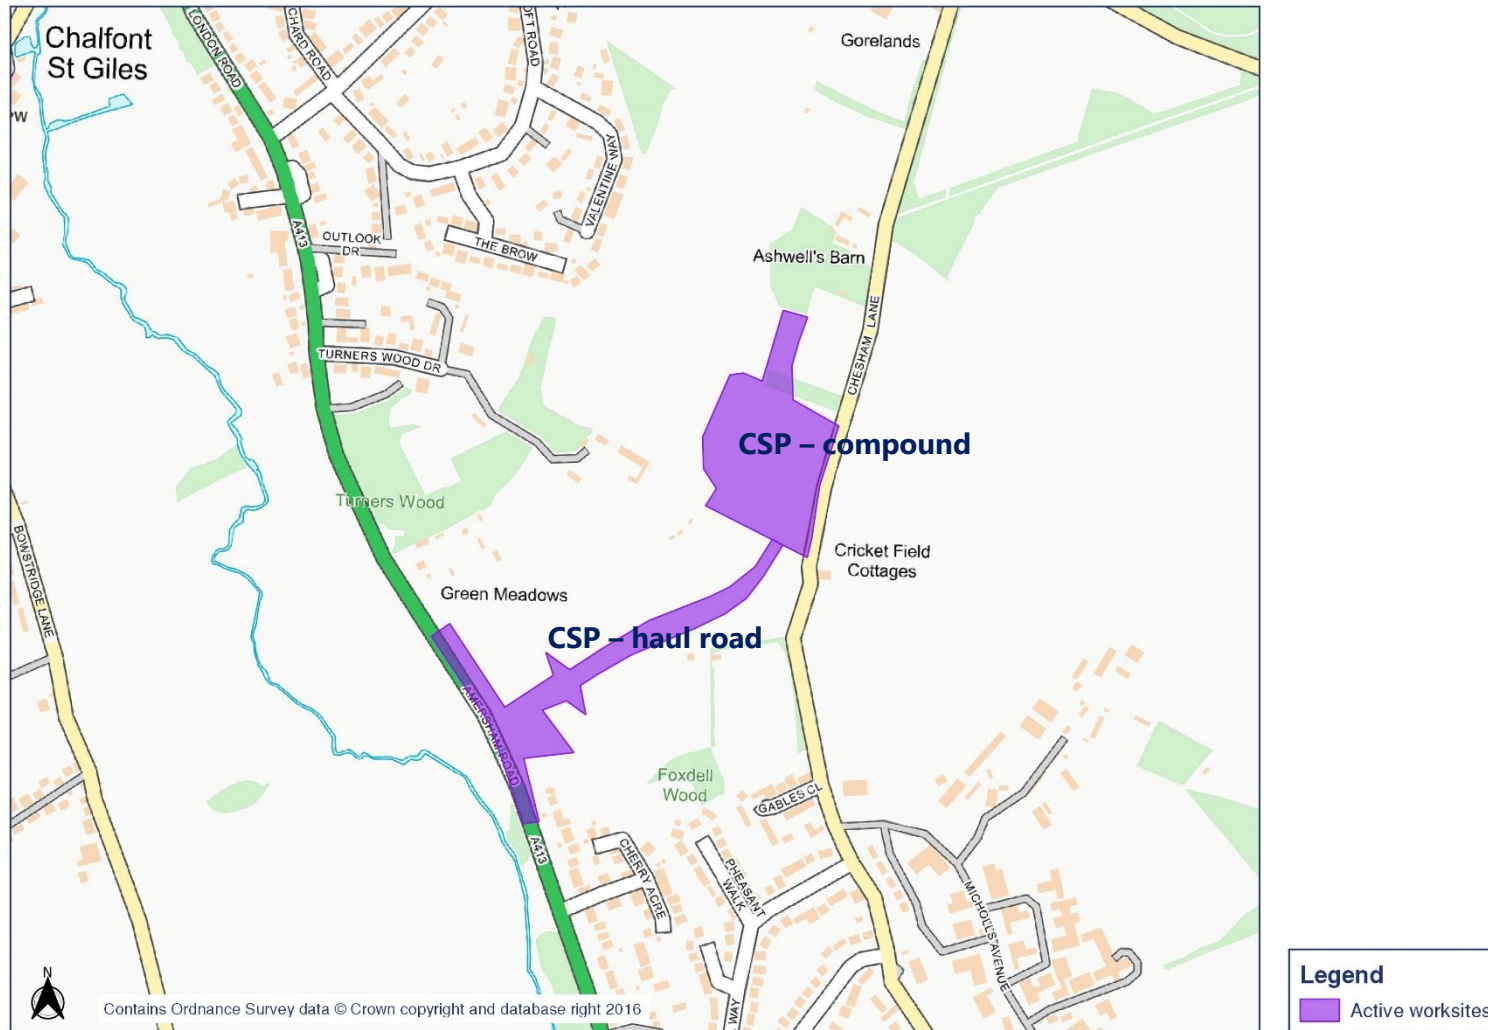 Chalfont
St Giles
LONDON ROAD
CHARD ROAD
OFT ROAD
Gorelands
PW
VALENTINE WAY
A413
OUTLOOK
DR
THE BROW
Ashwell's Barn
CHESHAM LANE
TURNERS WOOD DR
CSP – compound
Turners Wood
BOWSTRIDGE LANE
Cricket Field
Cottages
Green Meadows
CSP – haul road
AMERSHAM ROAD
Foxdell
Wood
GABLES CL
A413
CHERRY ACRE
PHEASANT
WALK
MICHOLLS AVENUE
WAY
N
Contains Ordnance Survey data © Crown copyright and database right 2016
Legend
Active worksites